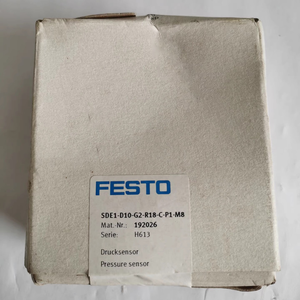 FESTO
SDE1-D10-G2-R18-C-P1-M8
Mat.-Nr.: 192026
Serie: H613
Drucksensor
Pressure sensor